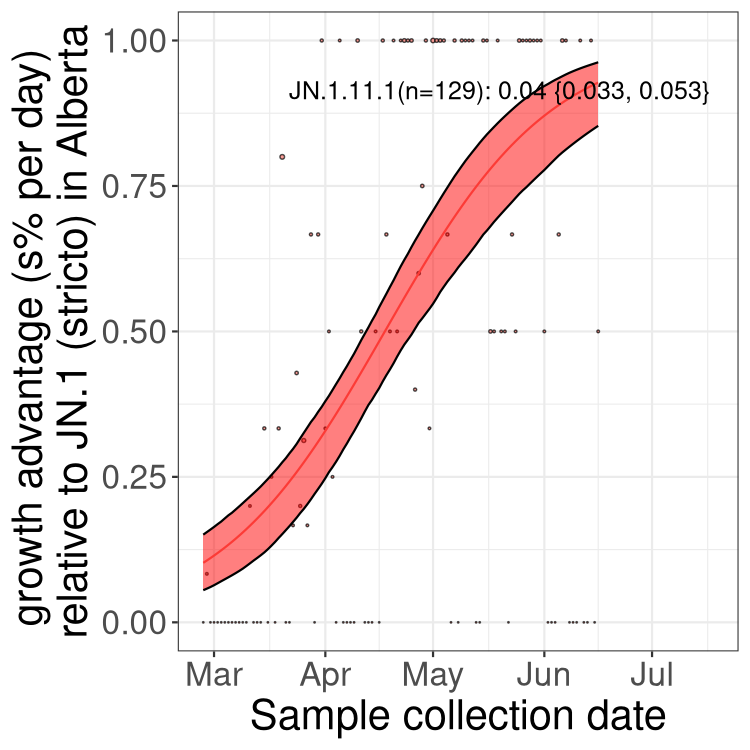 growth advantage (s% per day)
relative to JN.1 (stricto) in Alberta
1.00
JN.1.11.1(n=129): 0.04 {0.033, 0.053}
0.75
0.50
0.25
0.00
Mar Apr May Jun Jul
Sample collection date